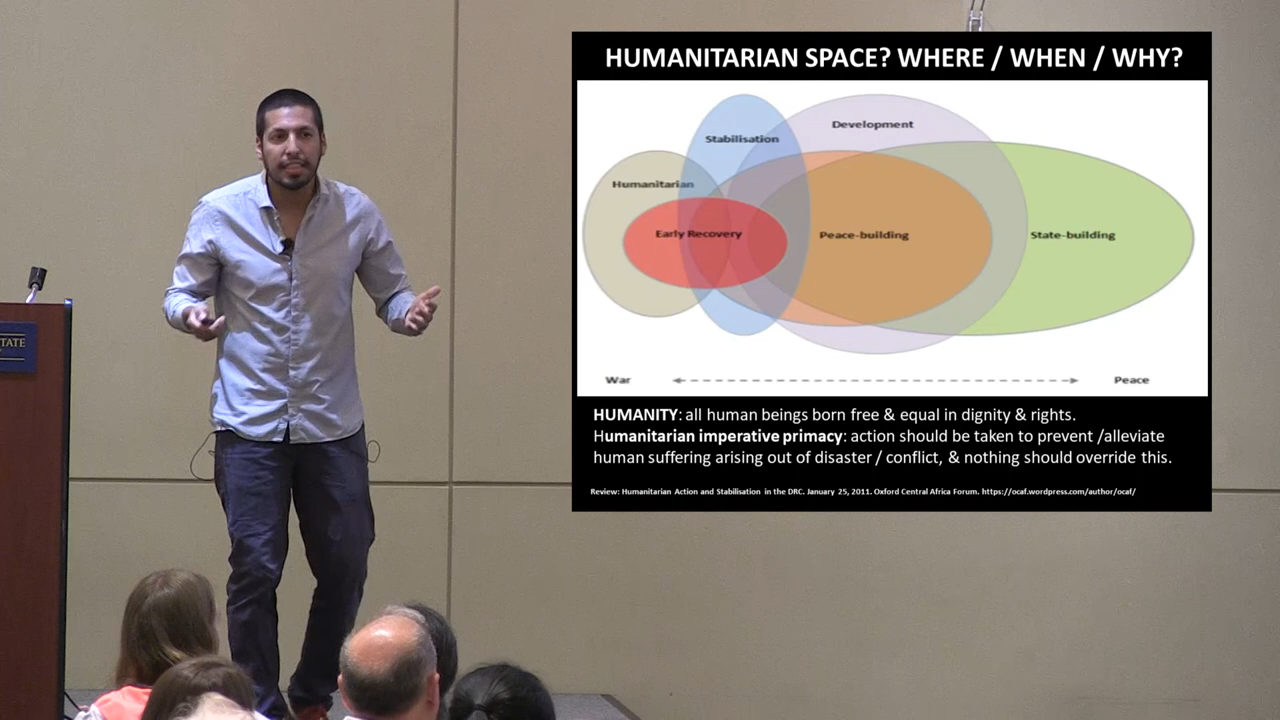 HUMANITARIAN SPACE? WHERE / WHEN / WHY?
Development
Stabilisation
Humanitarian
Early Recovery
Peace-building
State-building
War
Peace
HUMANITY: all human beings born free & equal in dignity & rights.
Humanitarian imperative primacy: action should be taken to prevent /alleviate
human suffering arising out of disaster / conflict, & nothing should override this.
Review: Humanitarian Action and Stabilisation in the DRC. January 25, 2011. Oxford Central Africa Forum. https://ocaf.wordpress.com/author/ocaf/
TATE